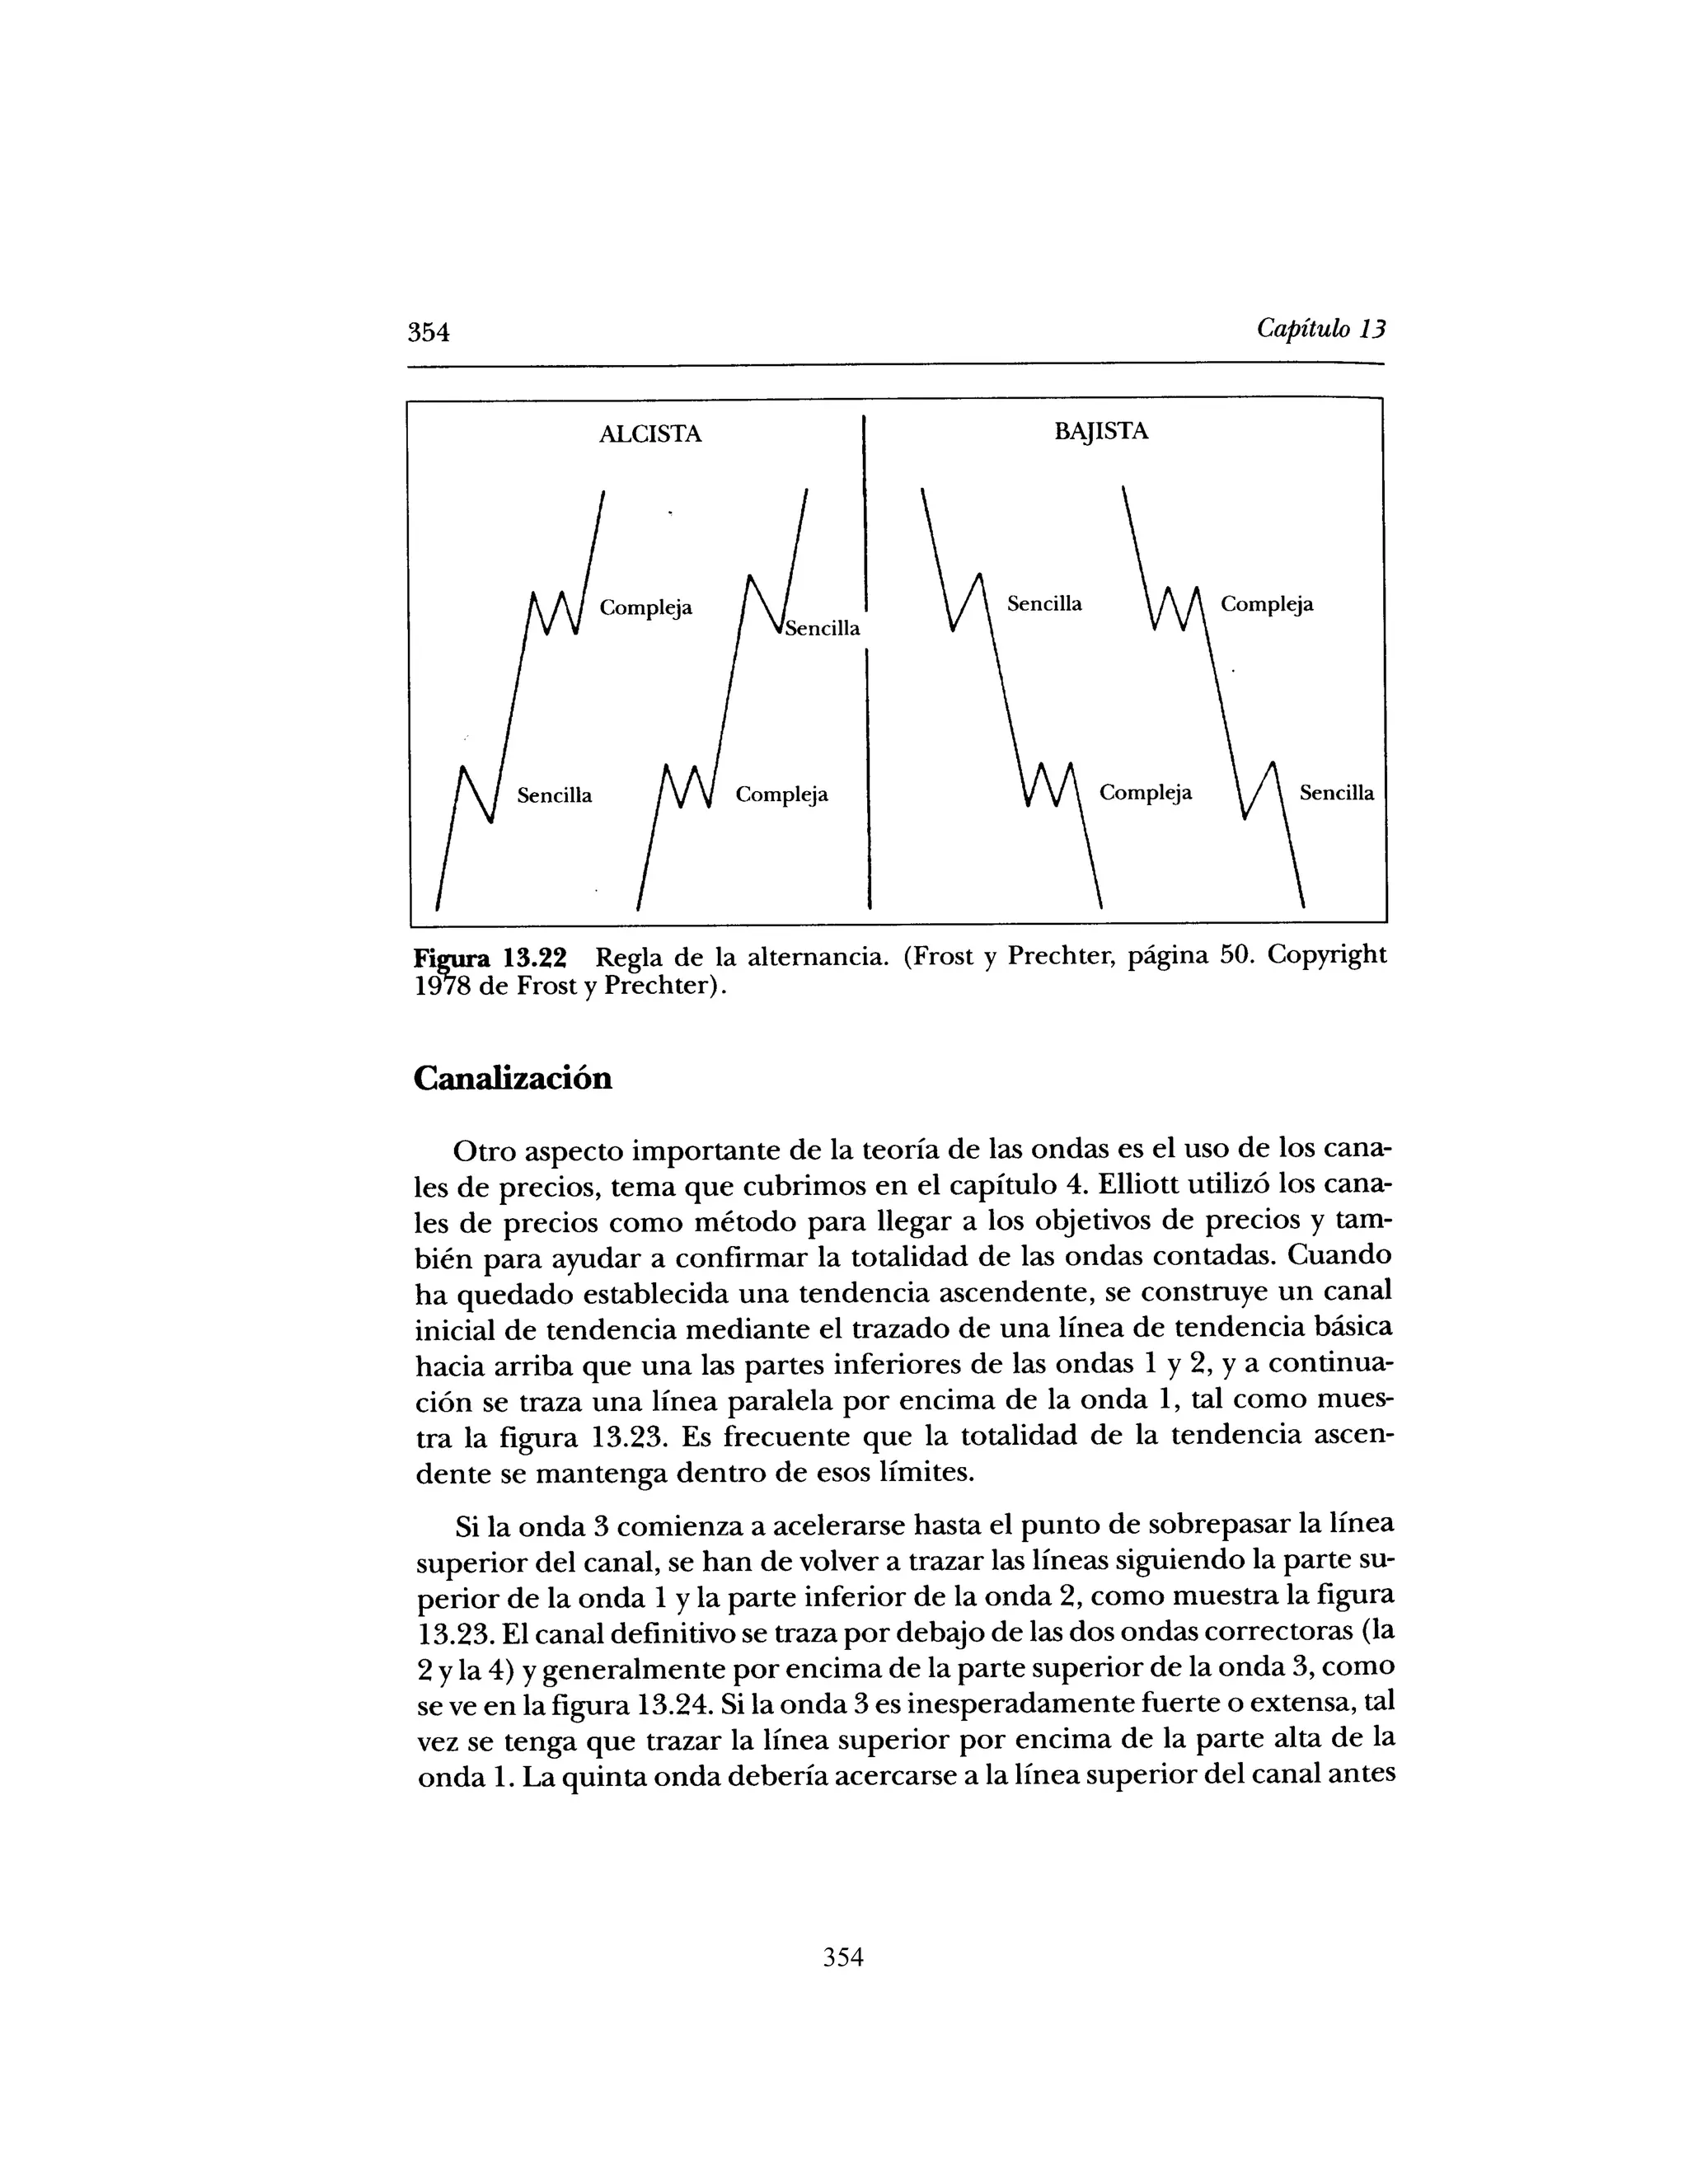 354 Capítulo 13
ALCISTA BAJISTA
Compleja Sencilla Sencilla Compleja
Sencilla Compleja Compleja Sencilla
Figura 13.22 Regla de la alternancia. (Frost y Prechter, página 50. Copyright
1978 de Frost y Prechter).
Canalización
Otro aspecto importante de la teoría de las ondas es el uso de los cana-
les de precios, tema que cubrimos en el capítulo 4. Elliott utilizó los cana-
les de precios como método para llegar a los objetivos de precios y tam-
bién para ayudar a confirmar la totalidad de las ondas contadas. Cuando
ha quedado establecida una tendencia ascendente, se construye un canal
inicial de tendencia mediante el trazado de una línea de tendencia básica
hacia arriba que una las partes inferiores de las ondas 1 y 2, y a continua-
ción se traza una línea paralela por encima de la onda 1, tal como mues-
tra la figura 13.23. Es frecuente que la totalidad de la tendencia ascen-
dente se mantenga dentro de esos límites.
Si la onda 3 comienza a acelerarse hasta el punto de sobrepasar la línea
superior del canal, se han de volver a trazar las líneas siguiendo la parte su-
perior de la onda 1 y la parte inferior de la onda 2, como muestra la figura
13.23. El canal definitivo se traza por debajo de las dos ondas correctoras (la
2 y la 4) y generalmente por encima de la parte superior de la onda 3, como
se ve en la figura 13.24. Si la onda 3 es inesperadamente fuerte o extensa, tal
vez se tenga que trazar la línea superior por encima de la parte alta de la
onda 1. La quinta onda debería acercarse a la línea superior del canal antes
354